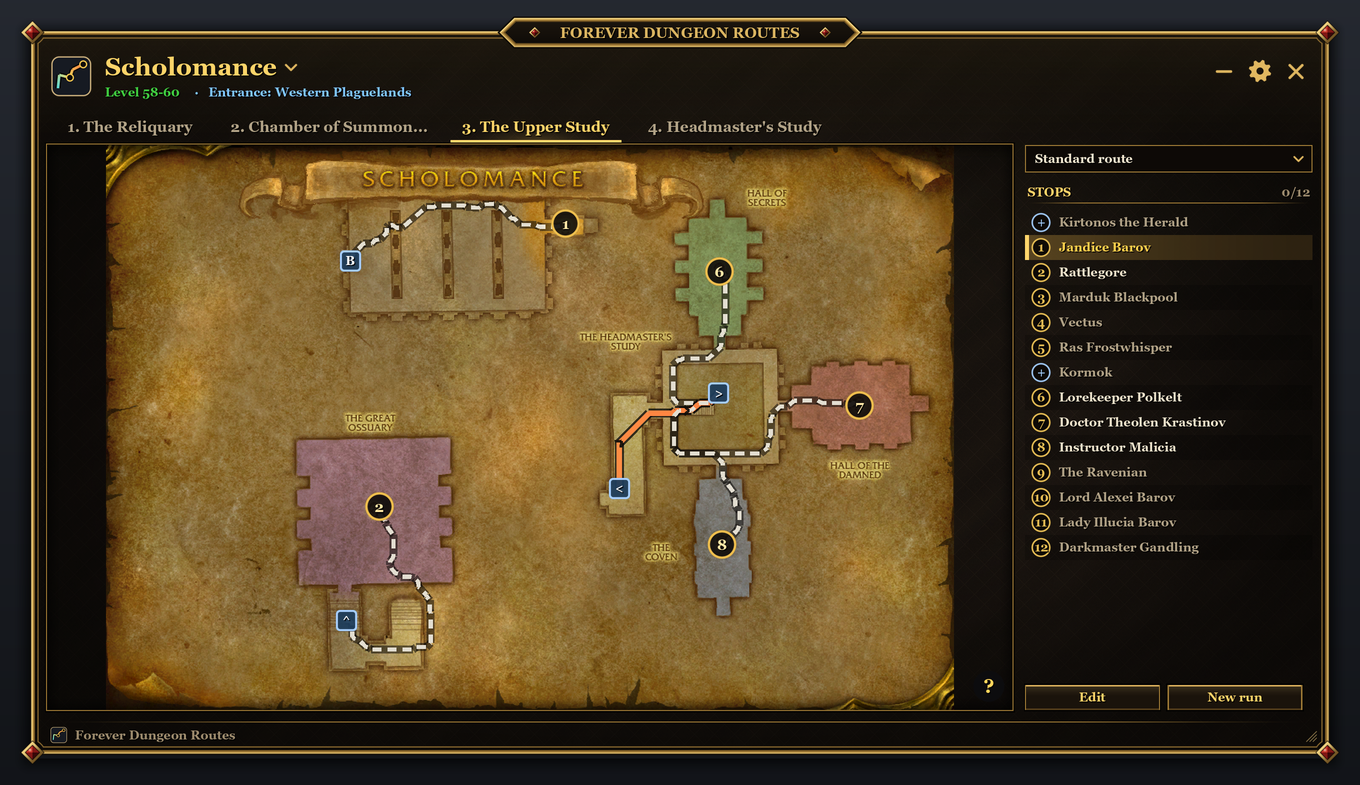 FOREVER DUNGEON ROUTES
Scholomance
Level 58-60 · Entrance: Western Plaguelands
1. The Reliquary
2. Chamber of Summon...
3. The Upper Study
4. Headmaster's Study
SCHOLOMANCE
HALL OF
SECRETS
1
B
6
THE HEADMASTER'S
STUDY
>
7
HALL OF THE
DAMNED
THE GREAT
OSSUARY
<
2
8
THE
COVEN
^
?
Standard route
STOPS 0/12
+ Kirtonos the Herald
1 Jandice Barov
2 Rattlegore
3 Marduk Blackpool
4 Vectus
5 Ras Frostwhisper
+ Kormok
6 Lorekeeper Polkelt
7 Doctor Theolen Krastinov
8 Instructor Malicia
9 The Ravenian
10 Lord Alexei Barov
11 Lady Illucia Barov
12 Darkmaster Gandling
Edit
New run
Forever Dungeon Routes